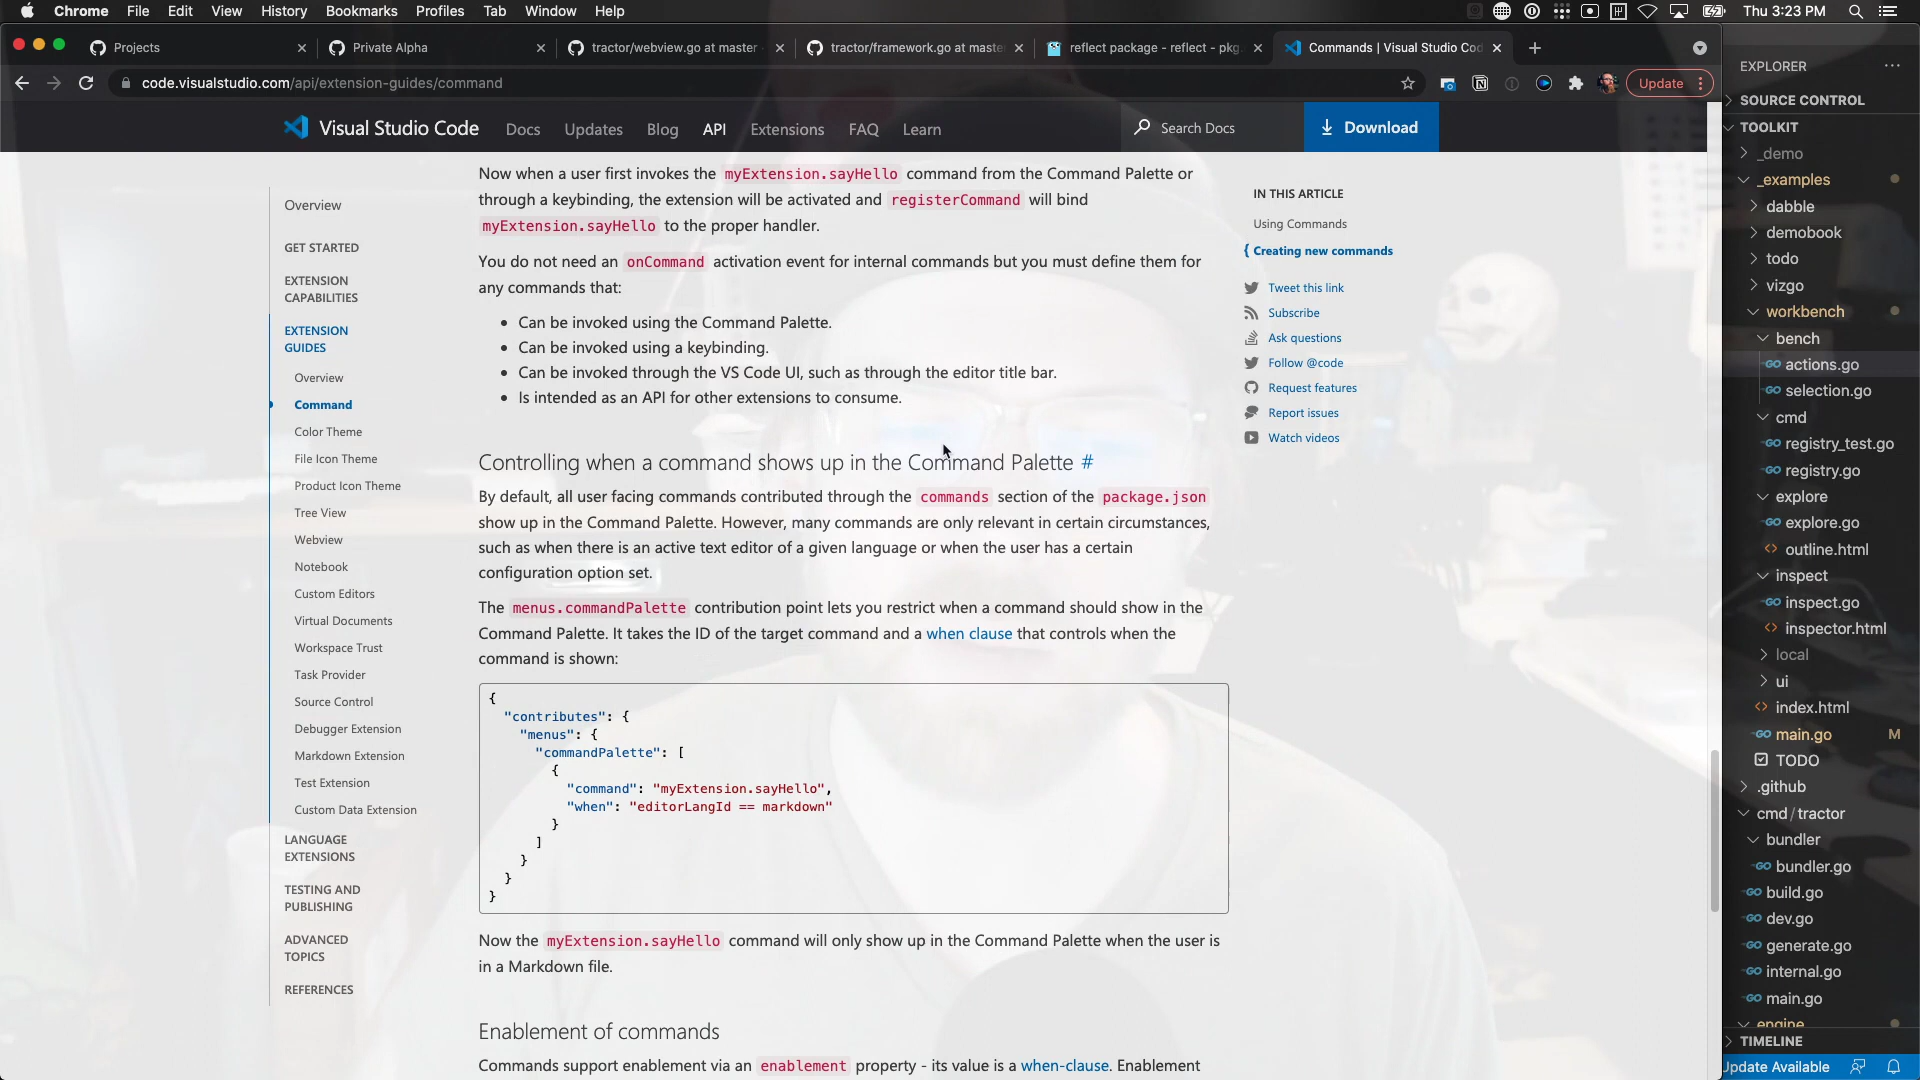 Chrome File Edit View History Bookmarks Profiles Tab Window Help Thu 3:23 PM
Projects
Private Alpha
tractor/webview.go at master
tractor/framework.go at maste
reflect package - reflect - pkg.
Commands | Visual Studio Cod
code.visualstudio.com/api/extension-guides/command
Update
Visual Studio Code Docs Updates Blog API Extensions FAQ Learn Search Docs Download
Overview
GET STARTED
EXTENSION
CAPABILITIES
EXTENSION
GUIDES
Overview
Command
Color Theme
File Icon Theme
Product Icon Theme
Tree View
Webview
Notebook
Custom Editors
Virtual Documents
Workspace Trust
Task Provider
Source Control
Debugger Extension
Markdown Extension
Test Extension
Custom Data Extension
LANGUAGE
EXTENSIONS
TESTING AND
PUBLISHING
ADVANCED
TOPICS
REFERENCES
Now when a user first invokes the myExtension.sayHello command from the Command Palette or
through a keybinding, the extension will be activated and registerCommand will bind
myExtension.sayHello to the proper handler.
You do not need an onCommand activation event for internal commands but you must define them for
any commands that:
• Can be invoked using the Command Palette.
• Can be invoked using a keybinding.
• Can be invoked through the VS Code UI, such as through the editor title bar.
• Is intended as an API for other extensions to consume.
Controlling when a command shows up in the Command Palette #
By default, all user facing commands contributed through the commands section of the package.json
show up in the Command Palette. However, many commands are only relevant in certain circumstances,
such as when there is an active text editor of a given language or when the user has a certain
configuration option set.
The menus.commandPalette contribution point lets you restrict when a command should show in the
Command Palette. It takes the ID of the target command and a when clause that controls when the
command is shown:
{
"contributes": {
"menus": {
"commandPalette": [
{
"command": "myExtension.sayHello",
"when": "editorLangId == markdown"
}
]
}
}
}
Now the myExtension.sayHello command will only show up in the Command Palette when the user is
in a Markdown file.
Enablement of commands
Commands support enablement via an enablement property - its value is a when-clause. Enablement
IN THIS ARTICLE
Using Commands
Creating new commands
Tweet this link
Subscribe
Ask questions
Follow @code
Request features
Report issues
Watch videos
EXPLORER
SOURCE CONTROL
TOOLKIT
_demo
_examples
dabble
demobook
todo
vizgo
workbench
bench
actions.go
selection.go
cmd
registry_test.go
registry.go
explore
explore.go
outline.html
inspect
inspect.go
inspector.html
local
ui
index.html
main.go M
TODO
.github
cmd / tractor
bundler
bundler.go
build.go
dev.go
generate.go
internal.go
main.go
engine
TIMELINE
Update Available